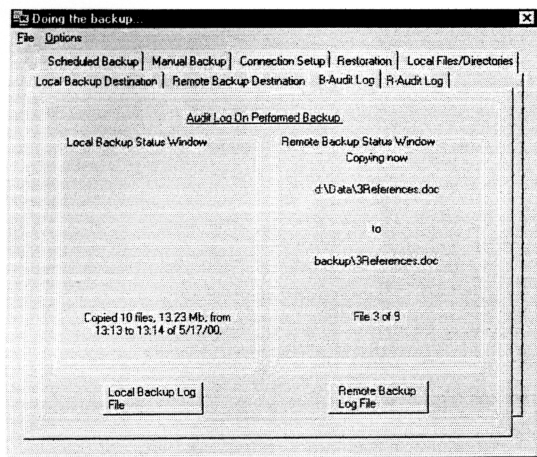 Doing the backup...
File Options
Scheduled Backup Manual Backup Connection Setup Restoration Local Files/Directories
Local Backup Destination Remote Backup Destination B-Audit Log R-Audit Log
Audit Log On Performed Backup
Local Backup Status Window
Remote Backup Status Window
Copying now
d:\Data\3References.doc
to
backup\3References.doc
Copied 10 files, 13.23 Mb, from
13:13 to 13:14 of 5/17/00.
File 3 of 9
Local Backup Log
File
Remote Backup
Log File